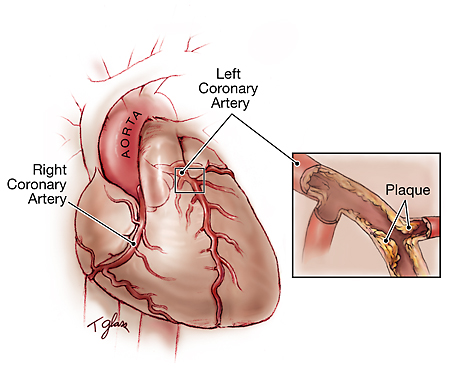 Left
Coronary
Artery
AORTA
Right
Coronary
Artery
Plaque
T Glass